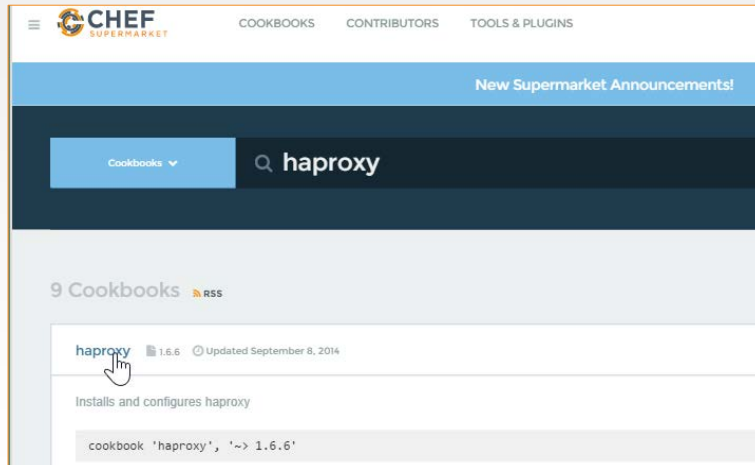 CHEF
SUPERMARKET
COOKBOOKS CONTRIBUTORS TOOLS & PLUGINS
New Supermarket Announcements!
Cookbooks haproxy
9 Cookbooks RSS
haproxy 1.6.6 Updated September 8, 2014
Installs and configures haproxy
cookbook 'haproxy', '~> 1.6.6'